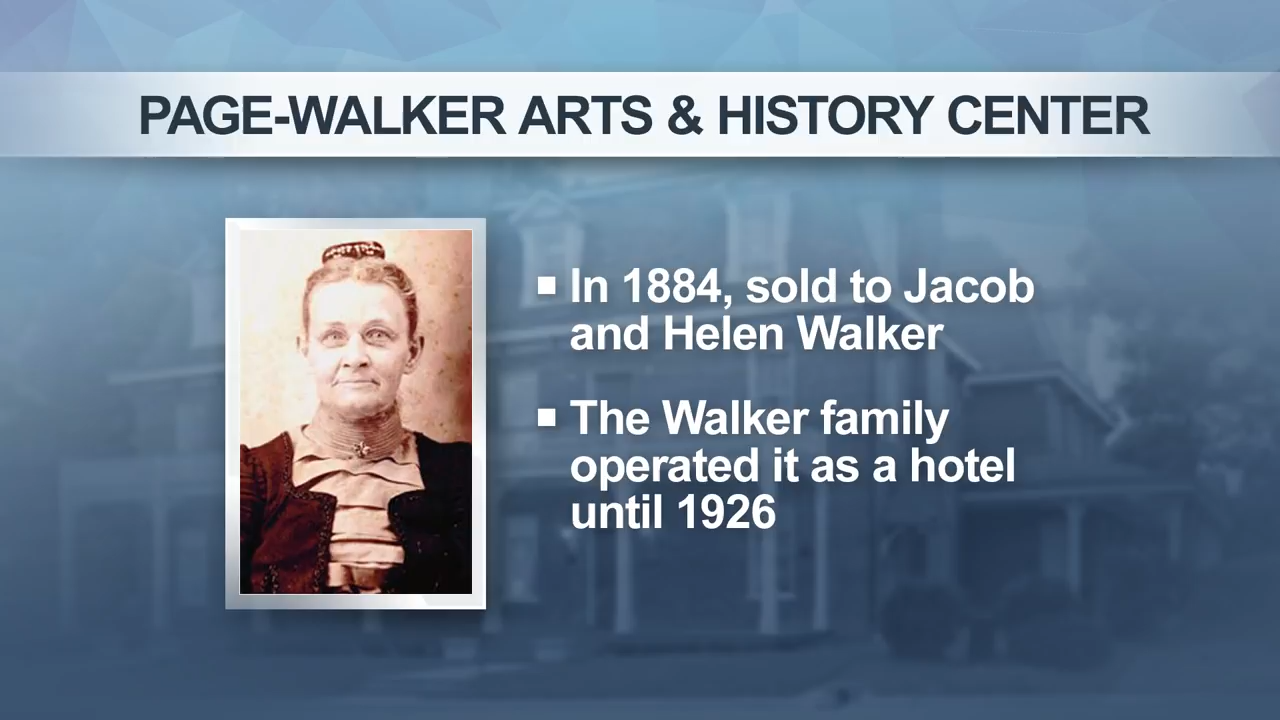 PAGE-WALKER ARTS & HISTORY CENTER
▪ In 1884, sold to Jacob
and Helen Walker
▪ The Walker family
operated it as a hotel
until 1926